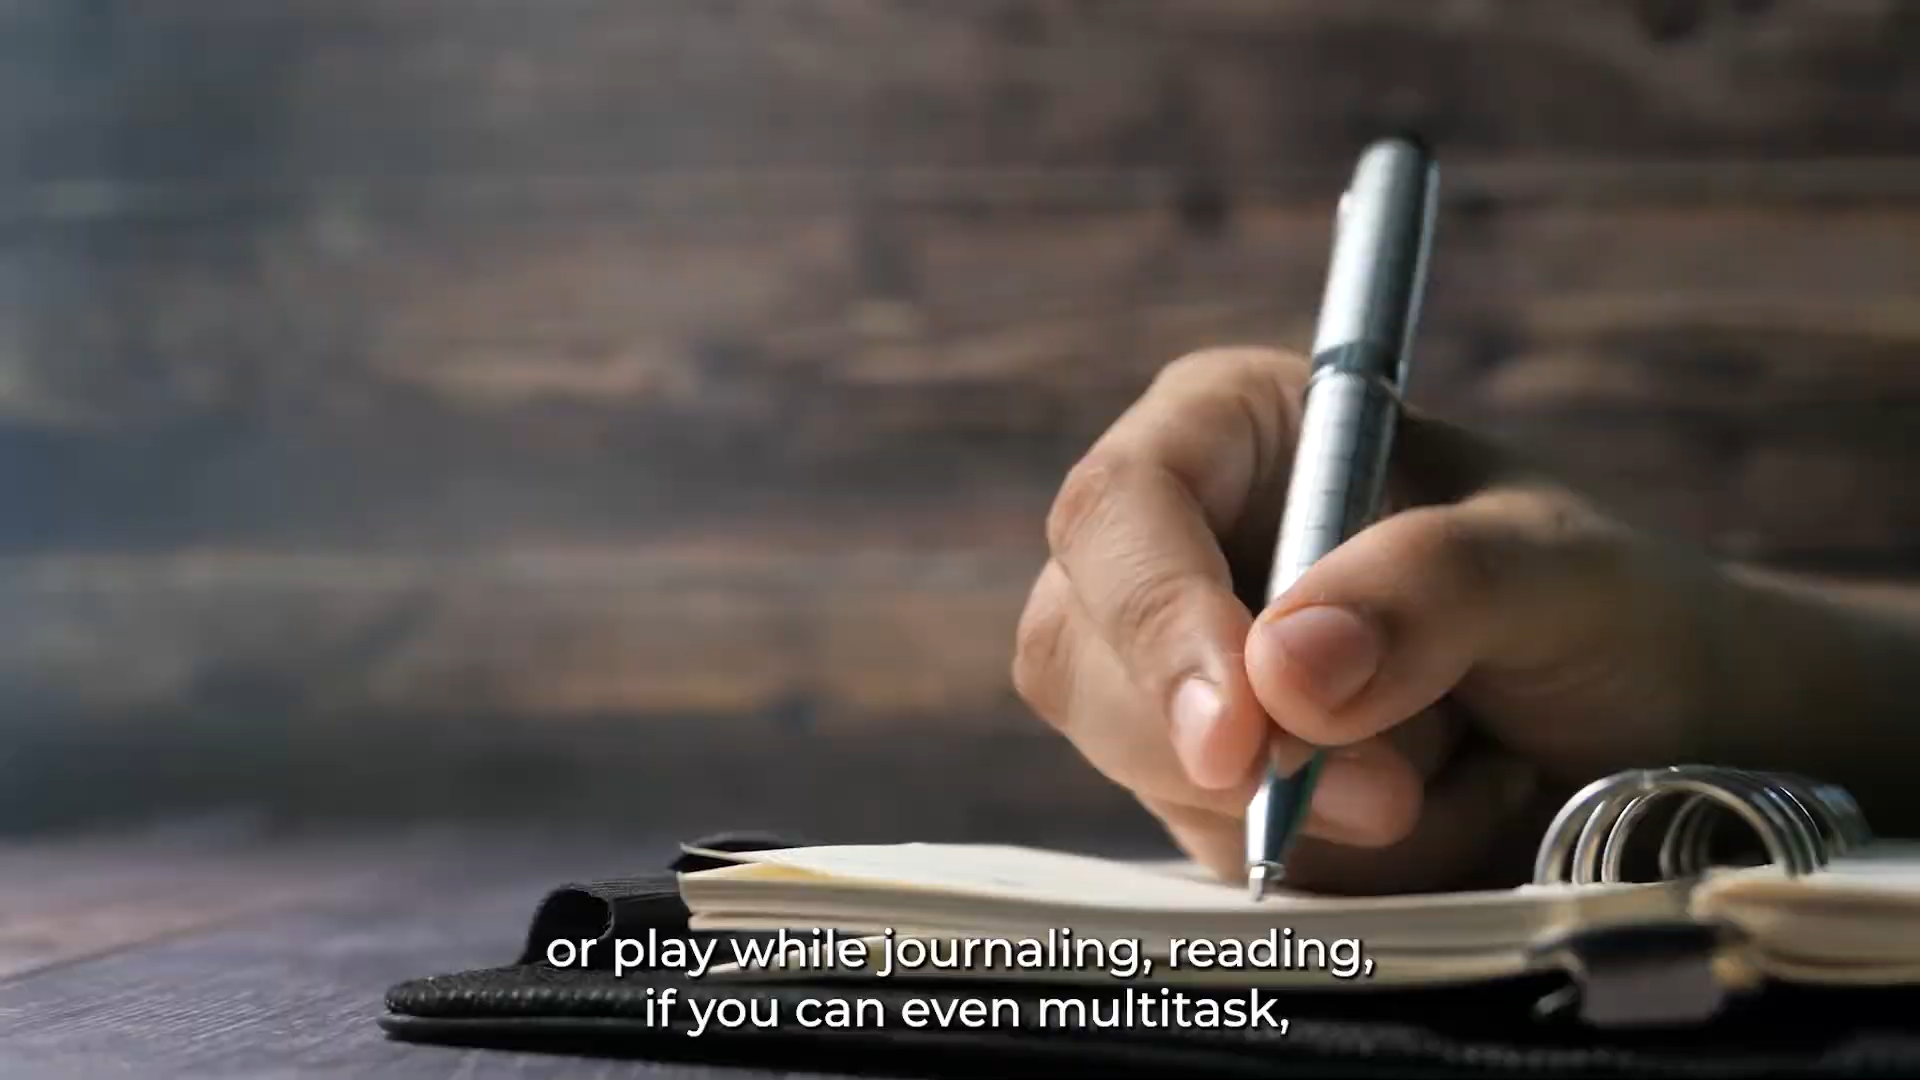 or play while journaling, reading,
if you can even multitask,